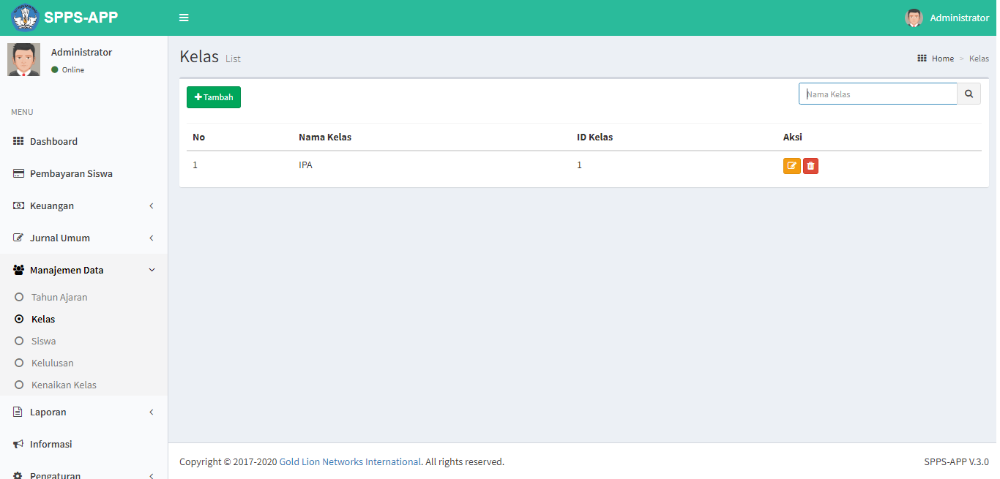 SPPS-APP
Administrator
Administrator
Online
MENU
Dashboard
Pembayaran Siswa
Keuangan
Jurnal Umum
Manajemen Data
Tahun Ajaran
Kelas
Siswa
Kelulusan
Kenaikan Kelas
Laporan
Informasi
Pengaturan
Kelas List
Home > Kelas
Tambah
Nama Kelas
No Nama Kelas ID Kelas Aksi
1 IPA 1
Copyright © 2017-2020 Gold Lion Networks International. All rights reserved.
SPPS-APP V.3.0